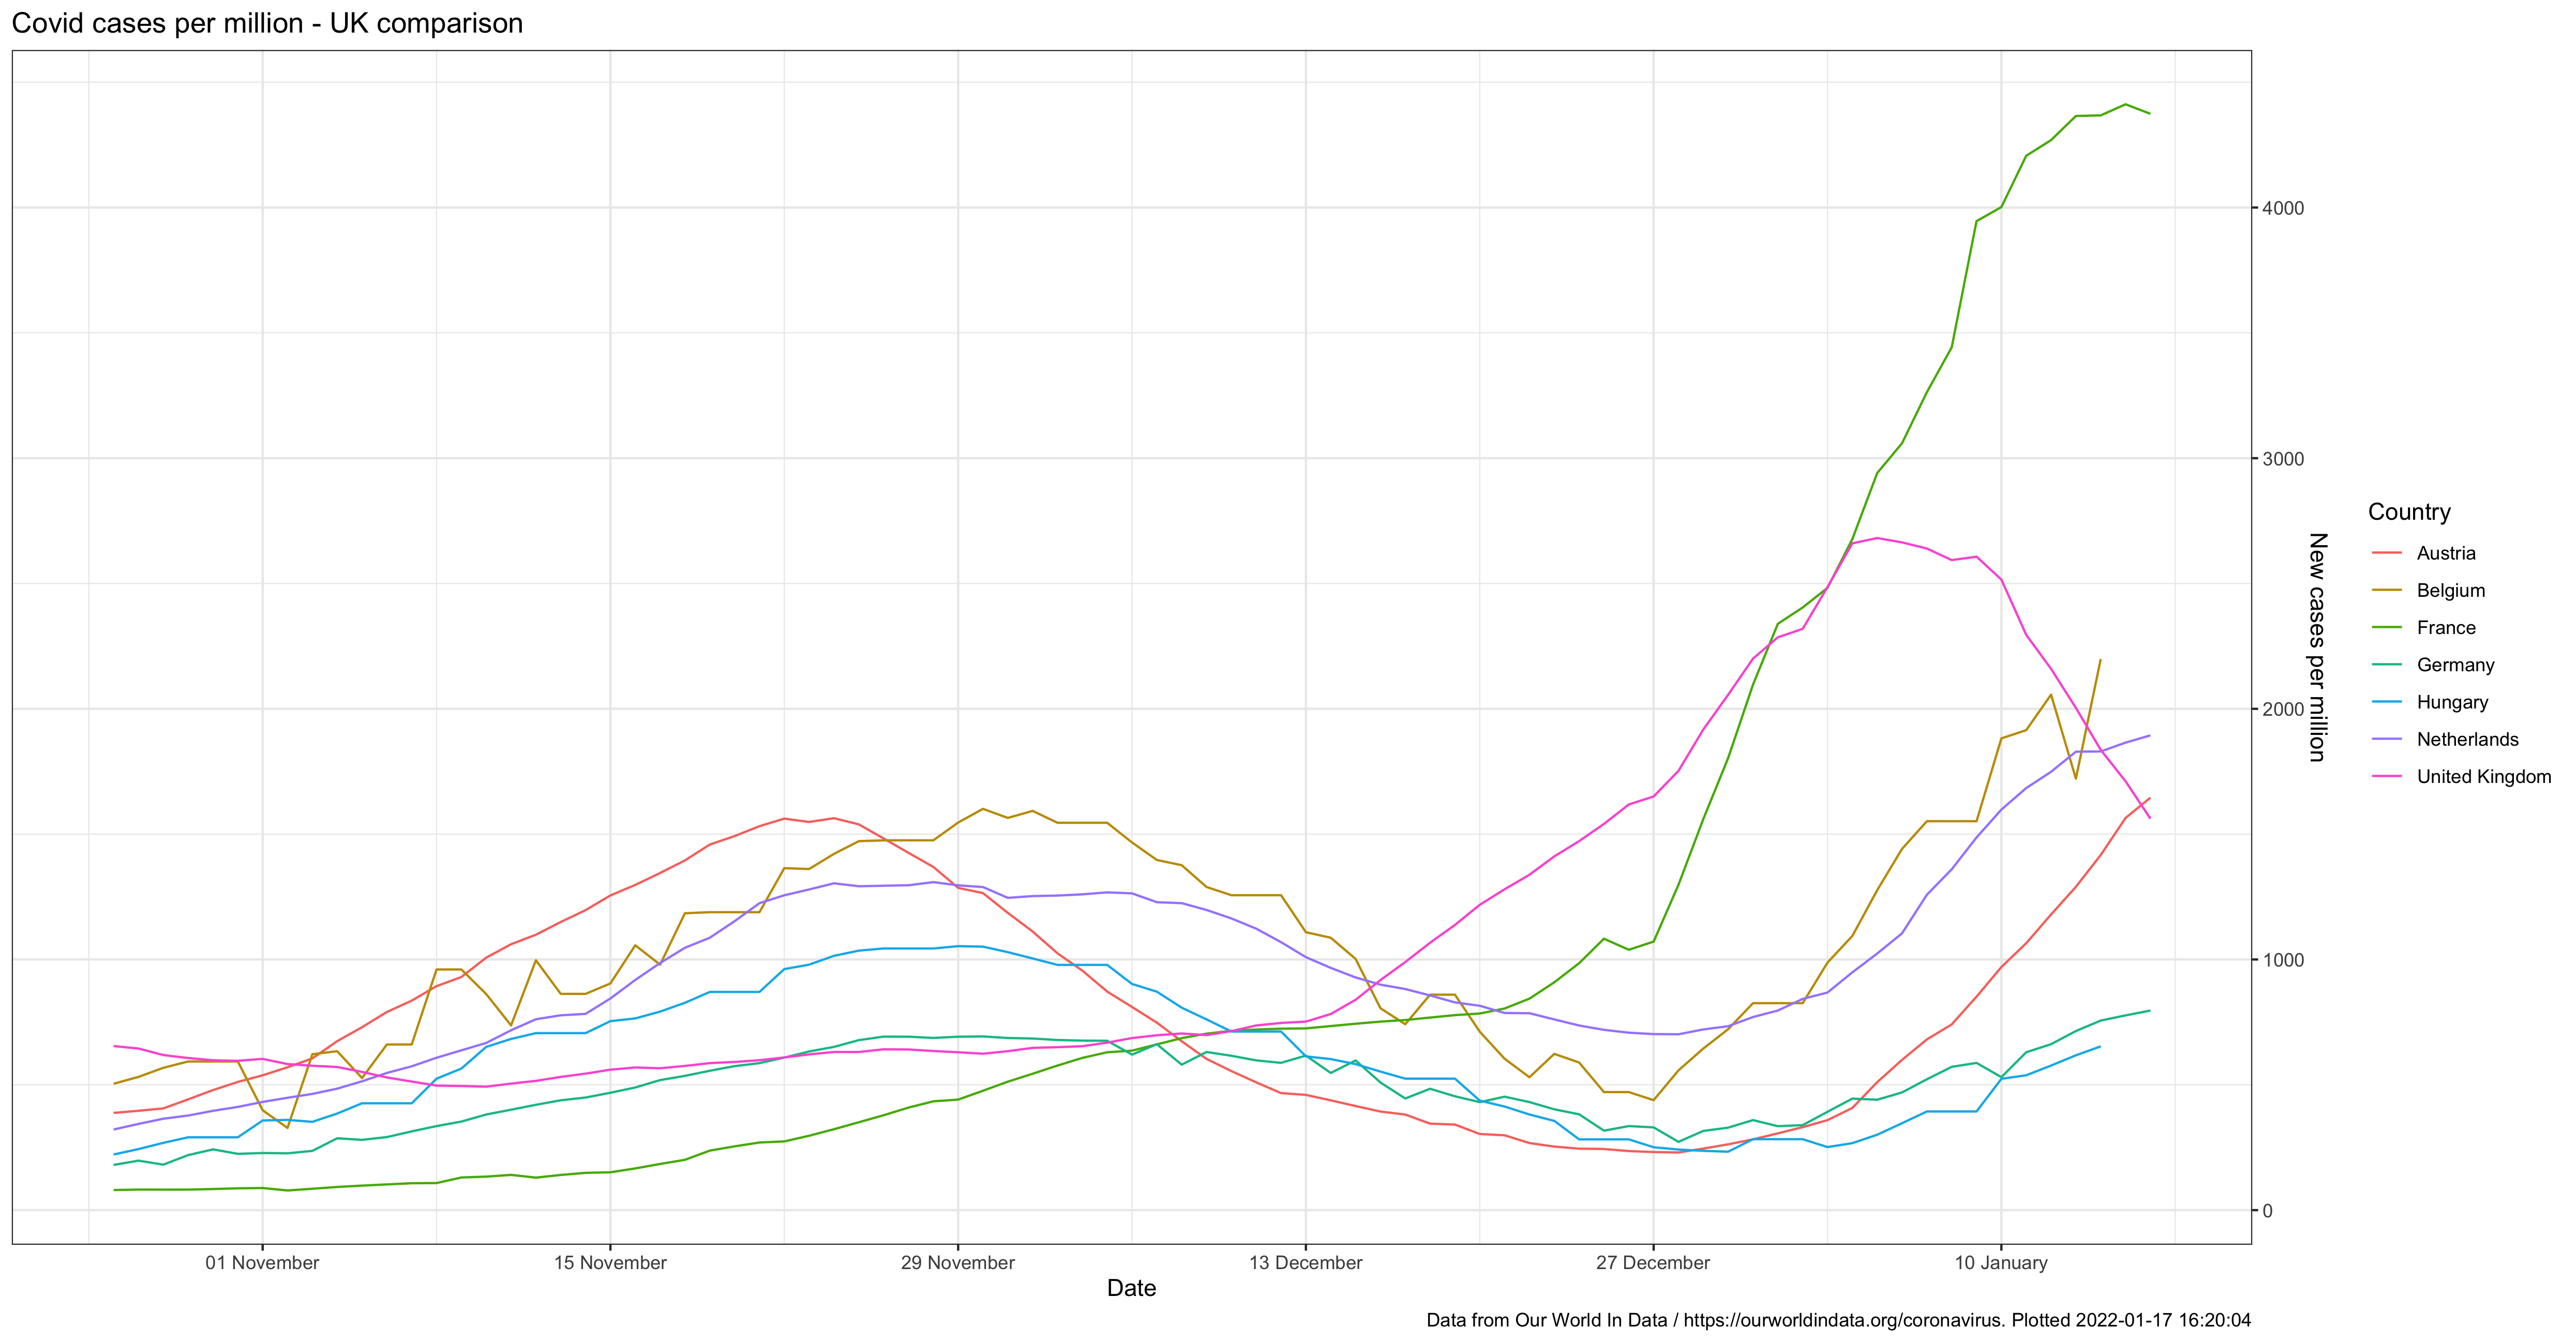 Covid cases per million - UK comparison
4000
3000
2000
1000
0
New cases per million
Country
Austria
Belgium
France
Germany
Hungary
Netherlands
United Kingdom
01 November
15 November
29 November
13 December
27 December
10 January
Date
Data from Our World In Data / https://ourworldindata.org/coronavirus. Plotted 2022-01-17 16:20:04